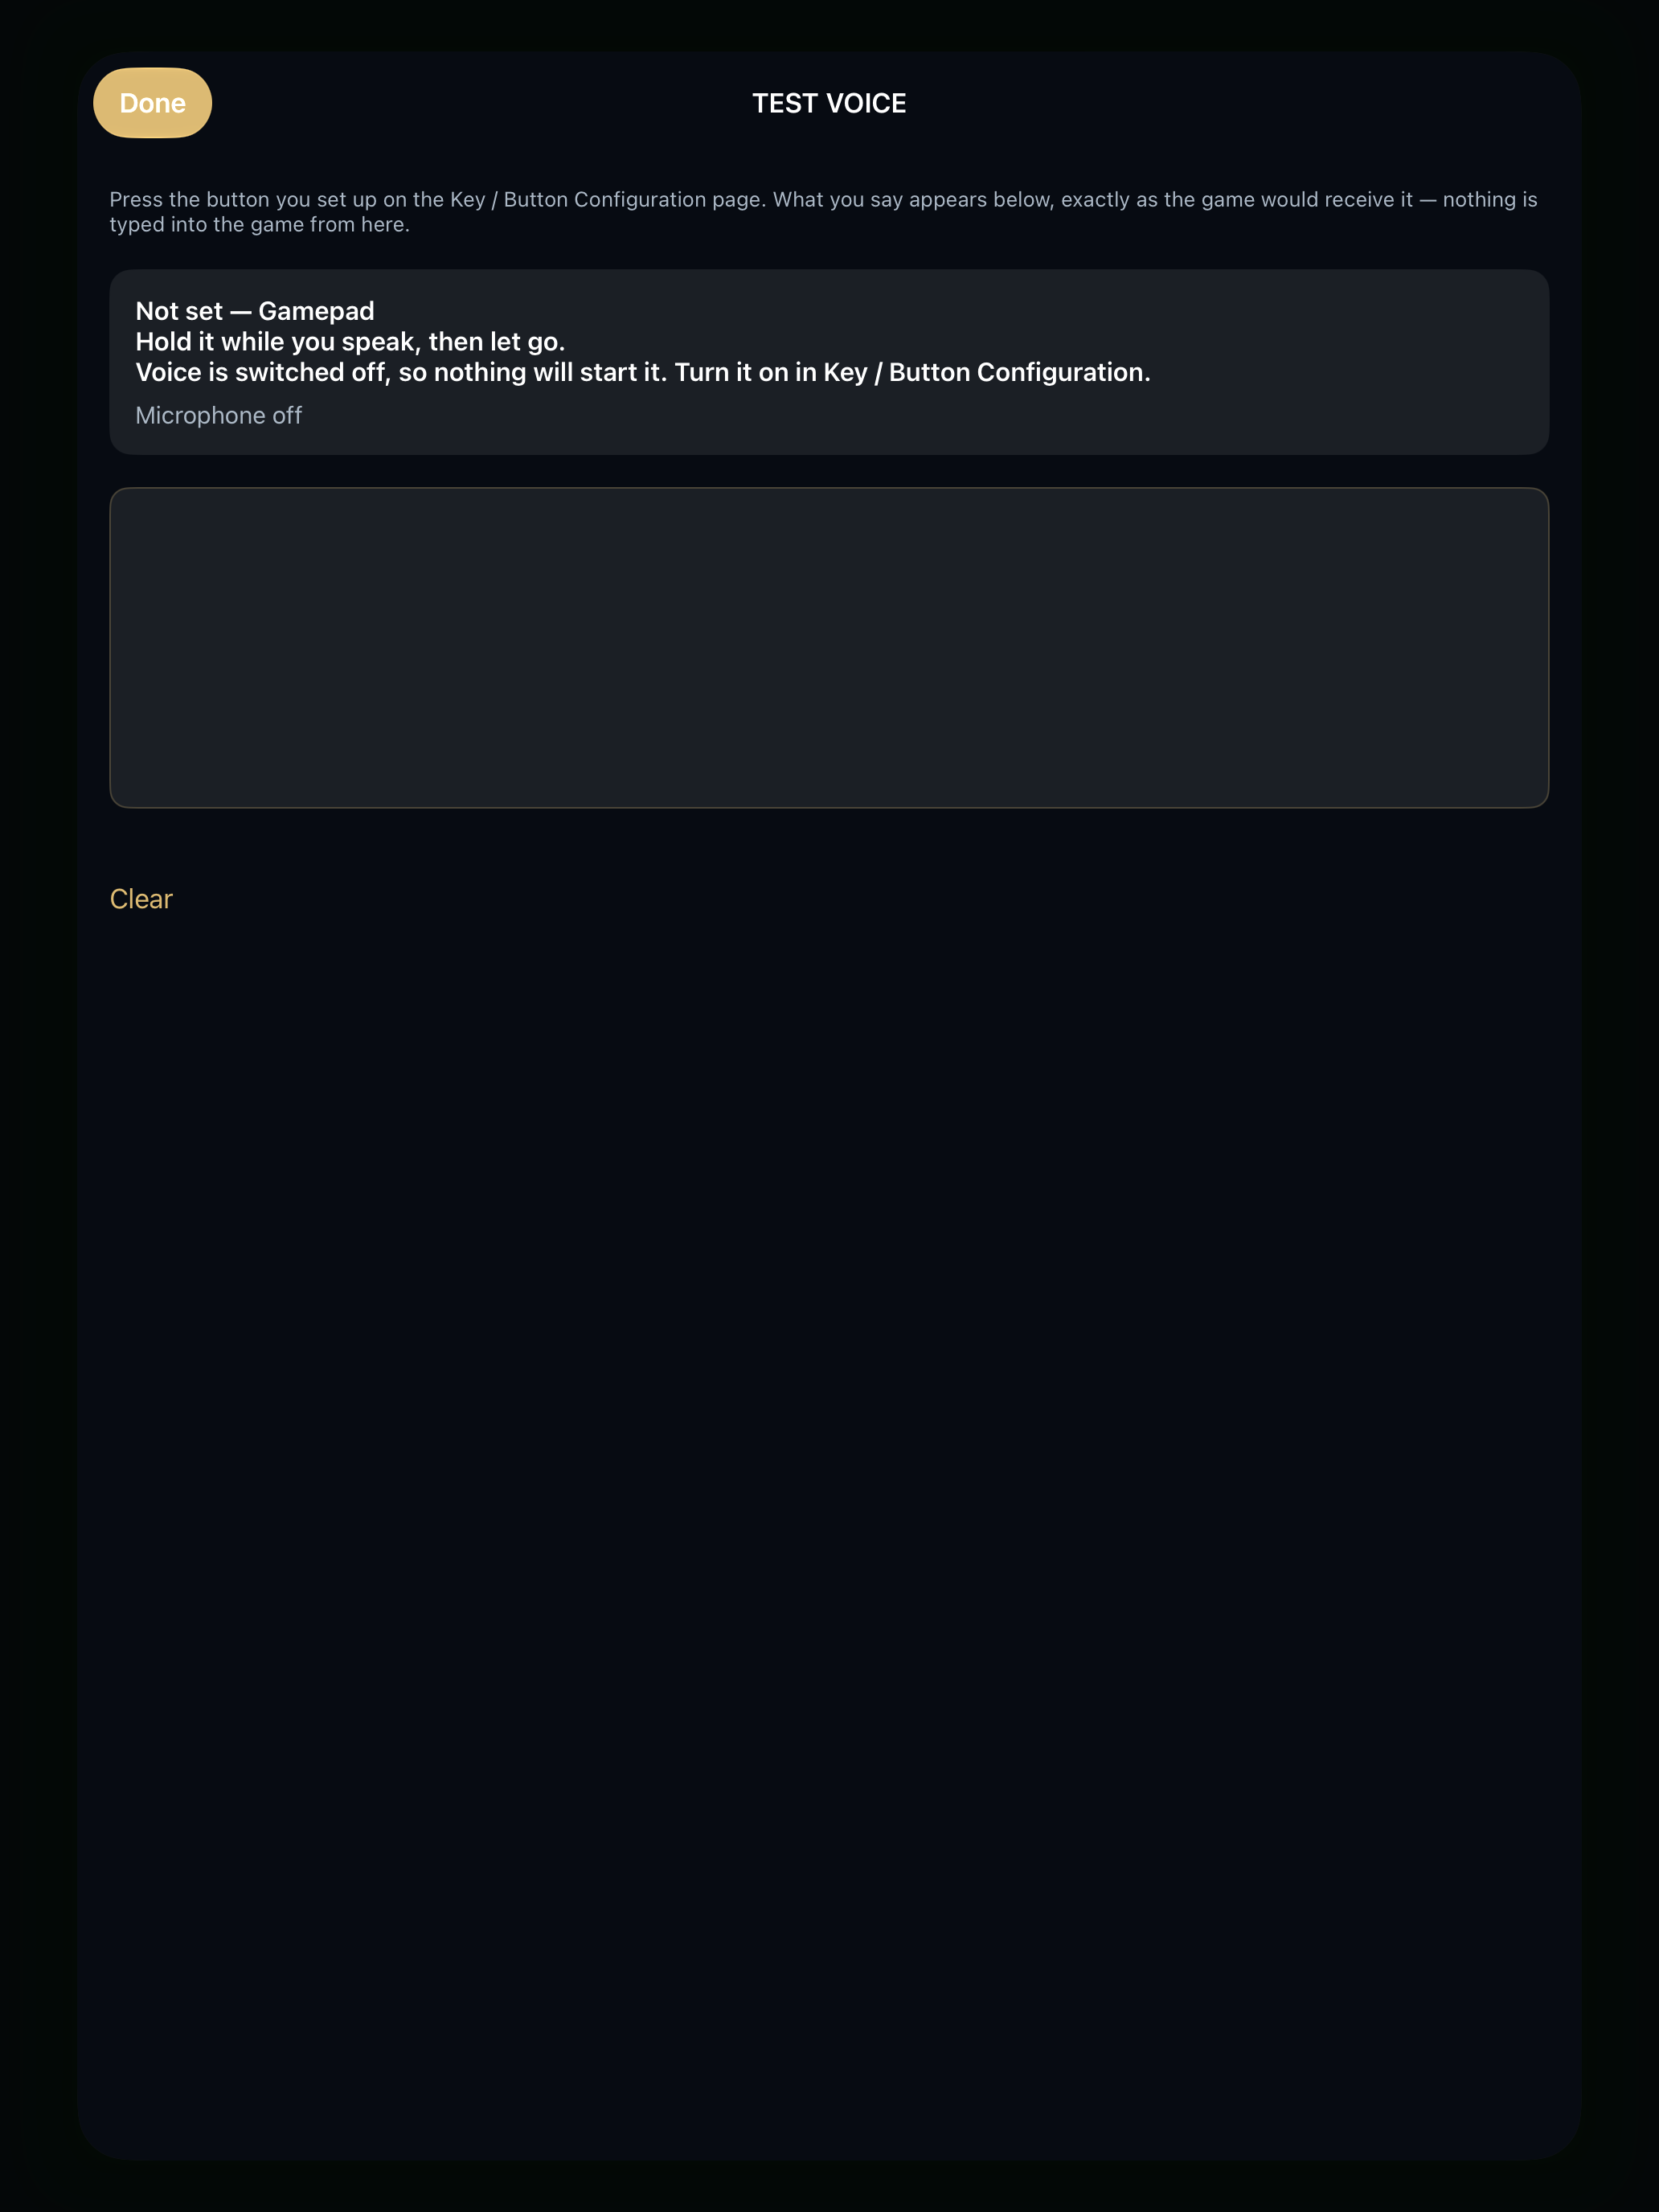 Done
TEST VOICE
Press the button you set up on the Key / Button Configuration page. What you say appears below, exactly as the game would receive it — nothing is
typed into the game from here.
Not set — Gamepad
Hold it while you speak, then let go.
Voice is switched off, so nothing will start it. Turn it on in Key / Button Configuration.
Microphone off
Clear